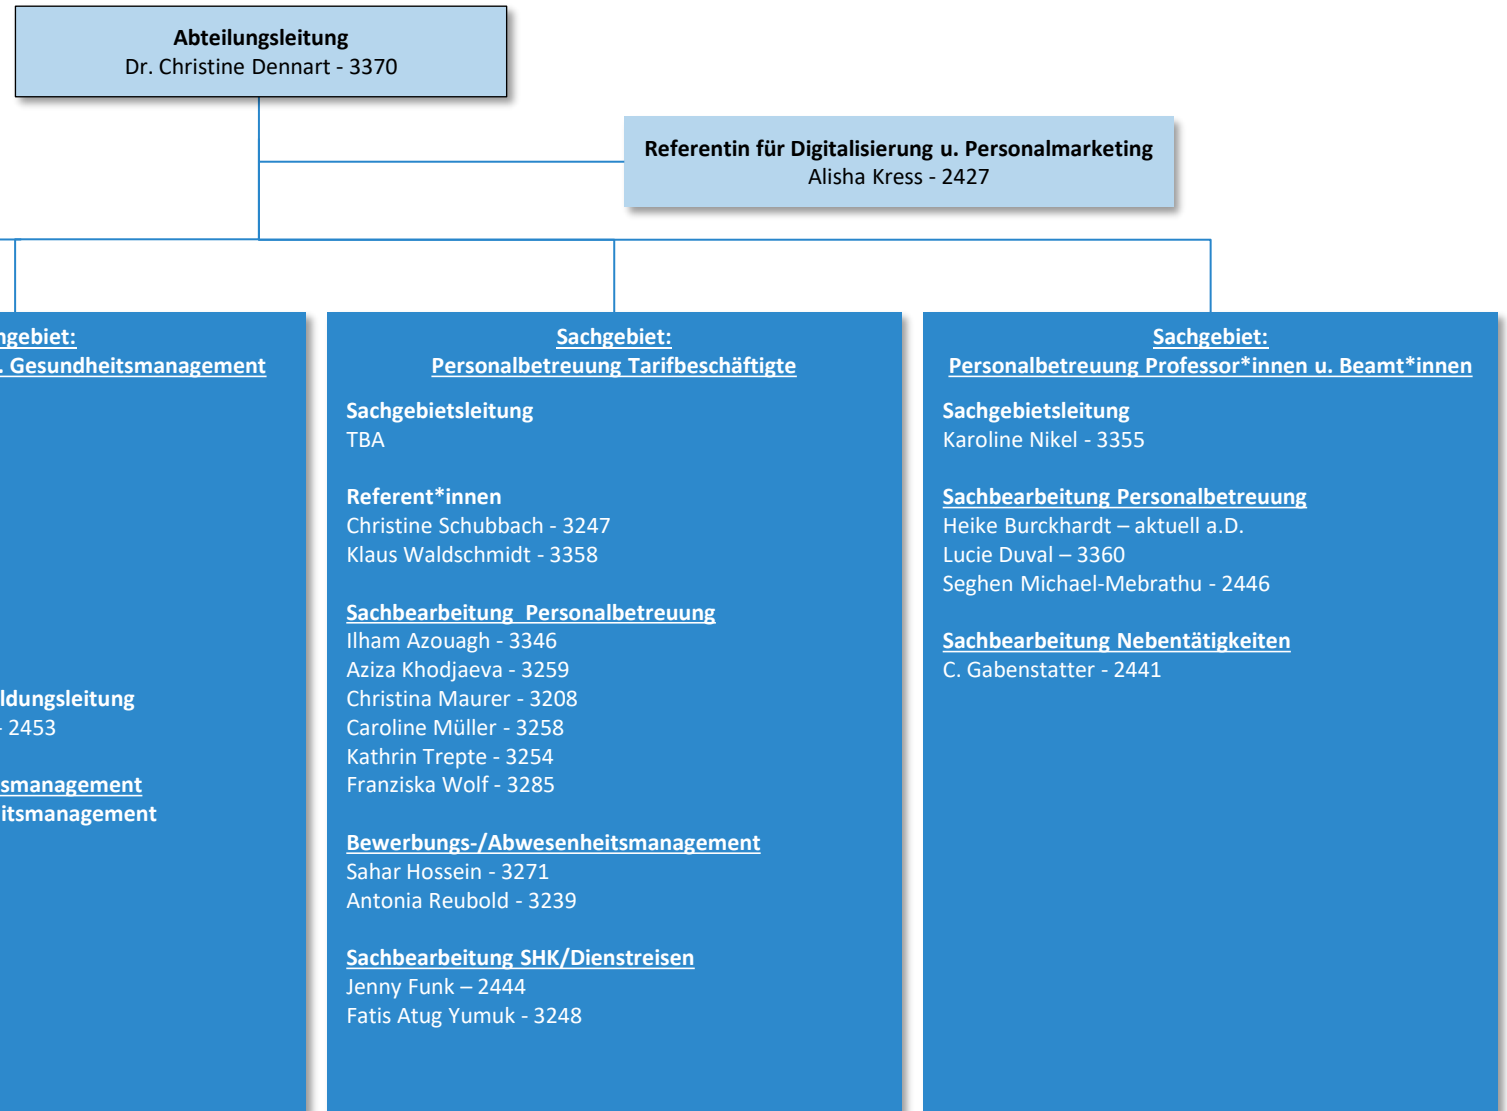 Abteilungsleitung
Dr. Christine Dennart - 3370
Referentin für Digitalisierung u. Personalmarketing
Alisha Kress - 2427
. Gesundheitsmanagement
- 2453
Sachgebiet:
Personalbetreuung Tarifbeschäftigte
Sachgebietsleitung
TBA
Referent*innen
Christine Schubbach - 3247
Klaus Waldschmidt - 3358
Sachbearbeitung Personalbetreuung
Ilham Azouagh - 3346
Aziza Khodjaeva - 3259
Christina Maurer - 3208
Caroline Müller - 3258
Kathrin Trepte - 3254
Franziska Wolf - 3285
Bewerbungs-/Abwesenheitsmanagement
Sahar Hossein - 3271
Antonia Reubold - 3239
Sachbearbeitung SHK/Dienstreisen
Jenny Funk – 2444
Fatis Atug Yumuk - 3248
Sachgebiet:
Personalbetreuung Professor*innen u. Beamt*innen
Sachgebietsleitung
Karoline Nikel - 3355
Sachbearbeitung Personalbetreuung
Heike Burckhardt – aktuell a.D.
Lucie Duval – 3360
Seghen Michael-Mebrathu - 2446
Sachbearbeitung Nebentätigkeiten
C. Gabenstatter - 2441